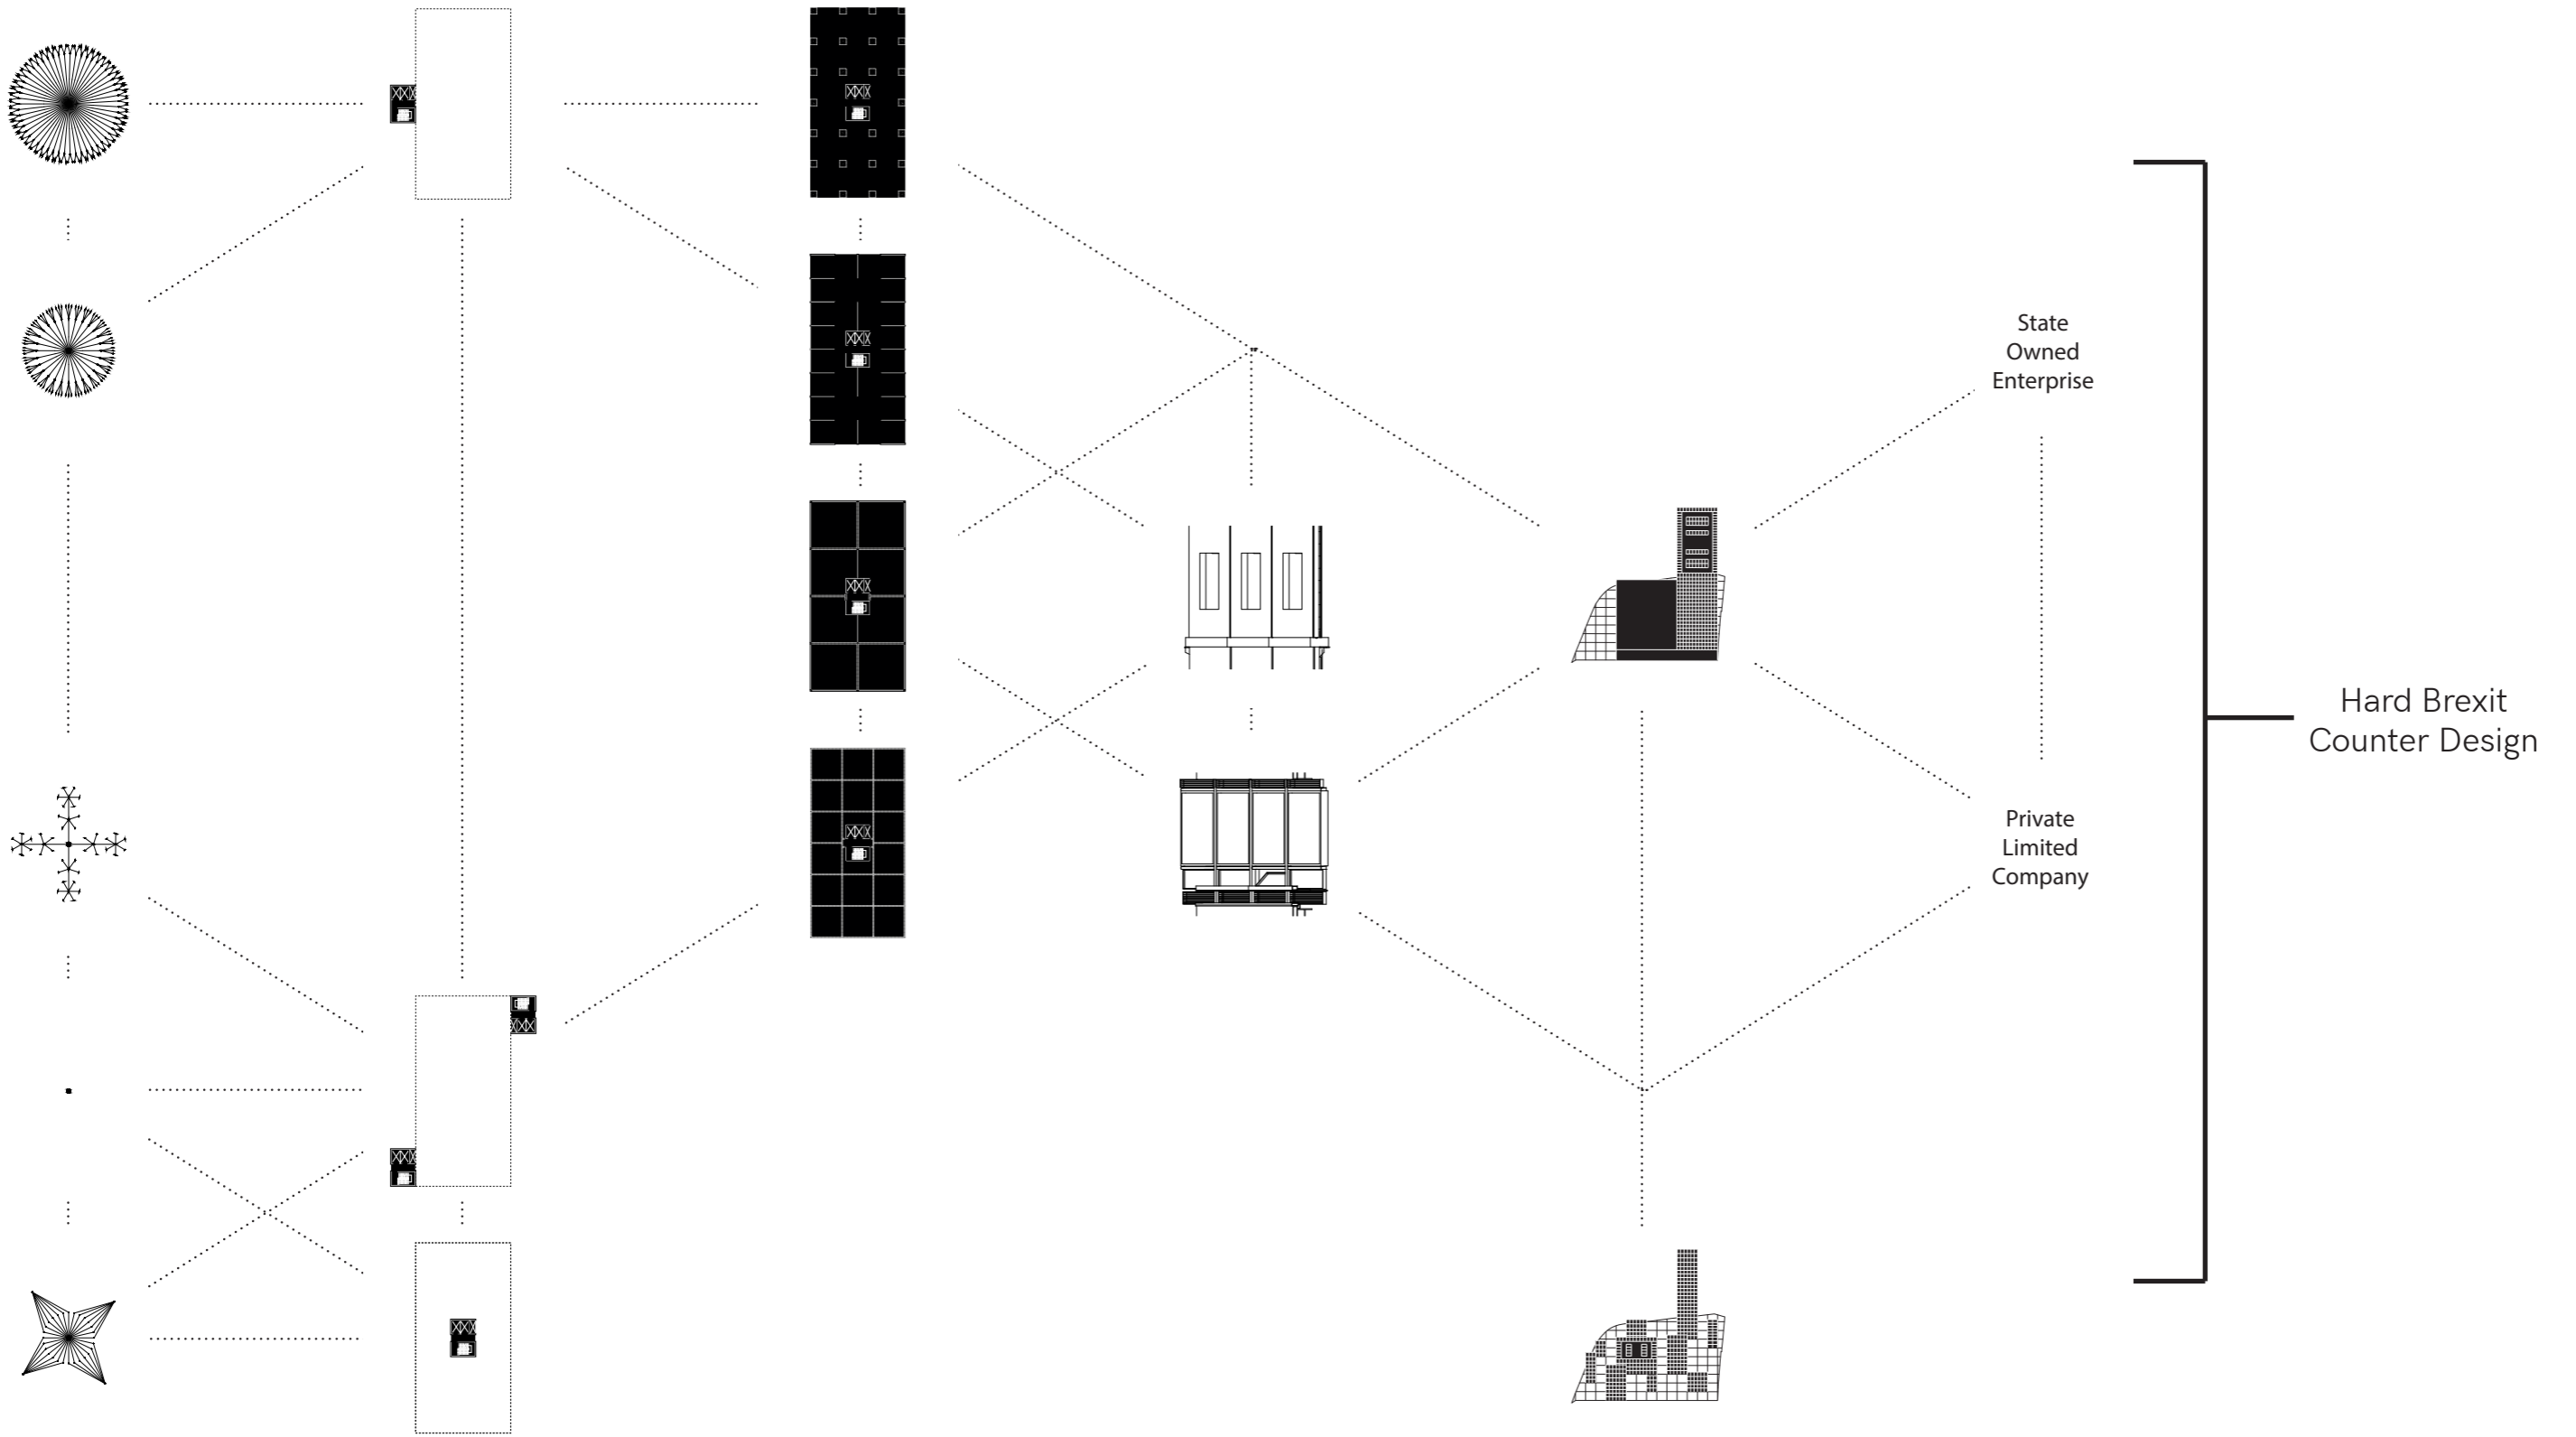 State
Owned
Enterprise
Private
Limited
Company
Hard Brexit
Counter Design